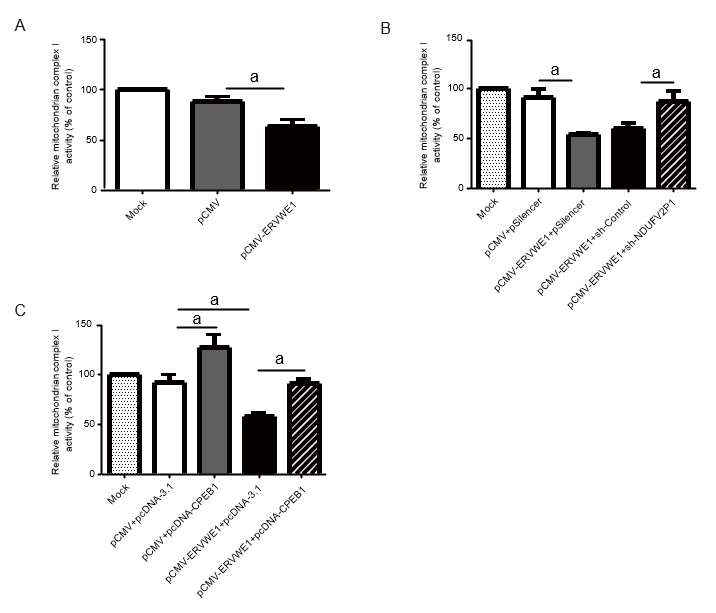 A
Relative mitochondrian complex I
activity (% of control)
150
100
50
0
a
Mock
pCMV
pCMV-ERVWE1
B
Relative mitochondrian complex I
activity (% of control)
150
100
50
0
a
a
Mock
pCMV+pSilencer
pCMV-ERVWE1+pSilencer
pCMV-ERVWE1+sh-Control
pCMV-ERVWE1+sh-NDUFV2P1
C
Relative mitochondrian complex I
activity (% of control)
150
100
50
0
a
a
a
Mock
pCMV+pcDNA-3.1
pCMV+pcDNA-CPEB1
pCMV-ERVWE1+pcDNA-3.1
pCMV-ERVWE1+pcDNA-CPEB1